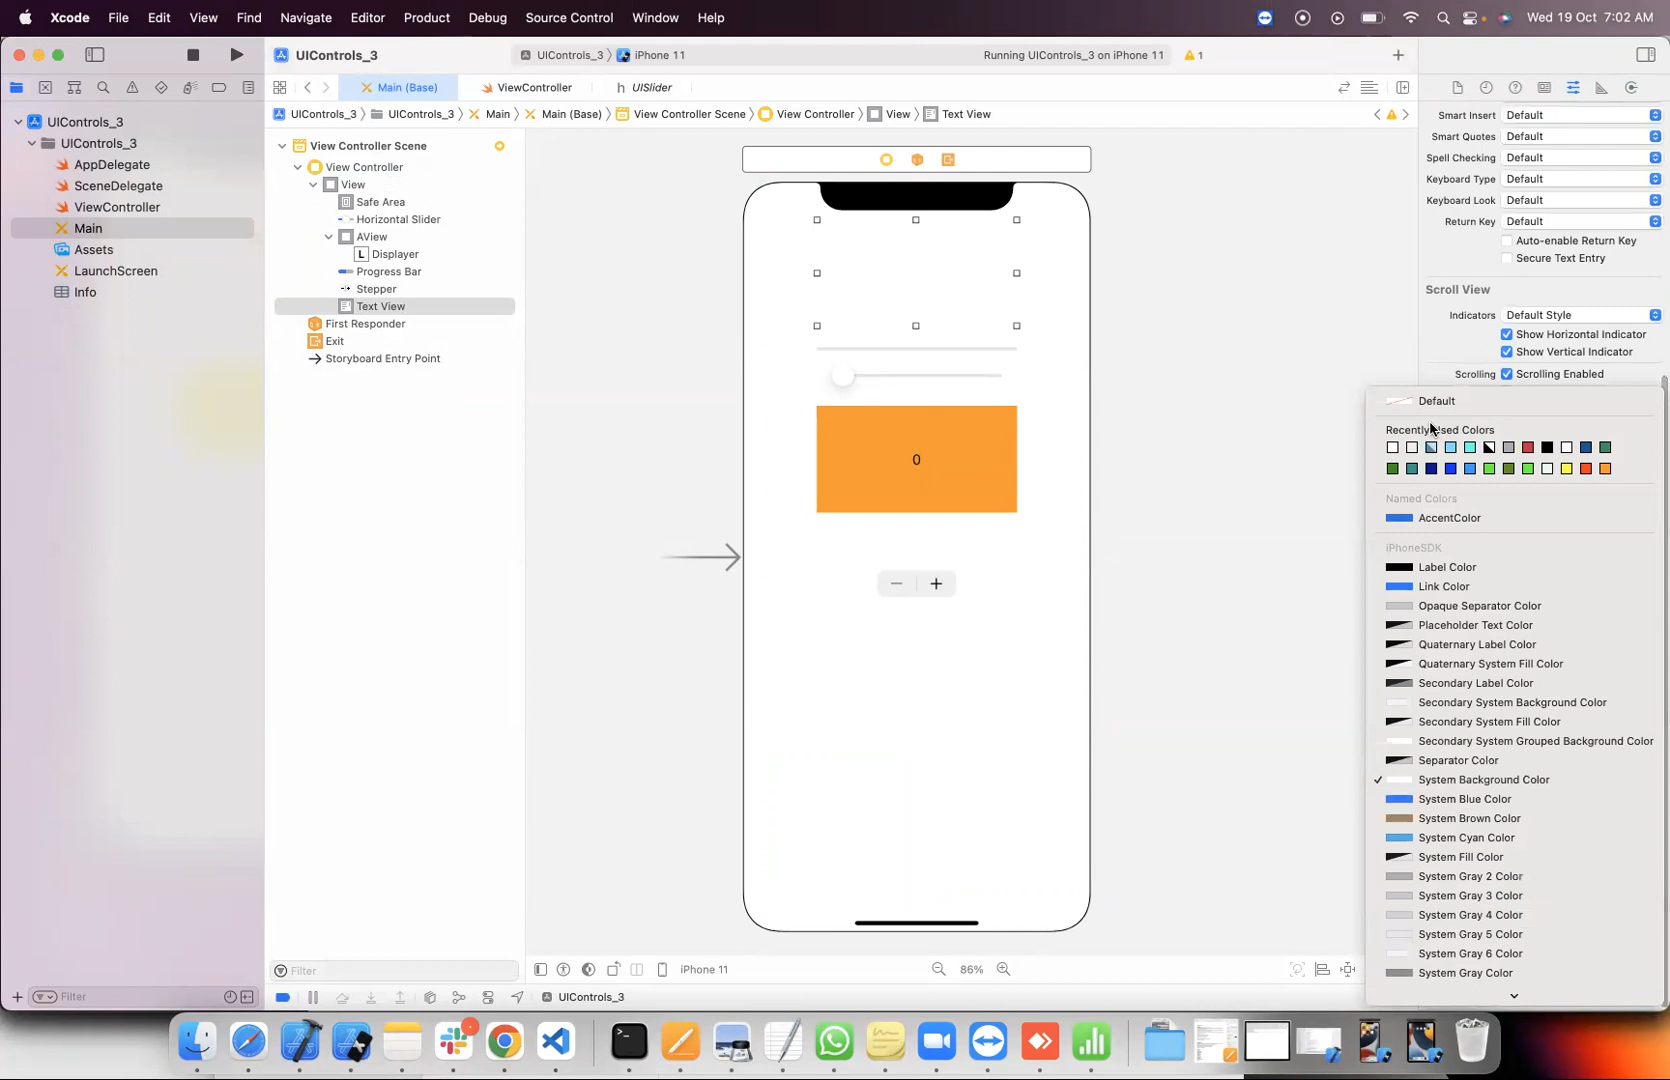 Xcode File Edit View Find Navigate Editor Product Debug Source Control Window Help Wed 19 Oct 7:02 AM
UIControls_3 UIControls_3 iPhone 11 Running UIControls_3 on iPhone 11 1
Main (Base) ViewController UISlider
UIControls_3 UIControls_3 Main Main (Base) View Controller Scene View Controller View Text View
UIControls_3
UIControls_3
AppDelegate
SceneDelegate
ViewController
Main
Assets
LaunchScreen
Info
Filter
View Controller Scene
View Controller
View
Safe Area
Horizontal Slider
AView
L Displayer
Progress Bar
Stepper
Text View
First Responder
Exit
Storyboard Entry Point
Filter
0
iPhone 11 86%
UIControls_3
Smart Insert Default
Smart Quotes Default
Spell Checking Default
Keyboard Type Default
Keyboard Look Default
Return Key Default
Auto-enable Return Key
Secure Text Entry
Scroll View
Indicators Default Style
Show Horizontal Indicator
Show Vertical Indicator
Scrolling Scrolling Enabled
Default
Recently Used Colors
Named Colors
AccentColor
iPhoneSDK
Label Color
Link Color
Opaque Separator Color
Placeholder Text Color
Quaternary Label Color
Quaternary System Fill Color
Secondary Label Color
Secondary System Background Color
Secondary System Fill Color
Secondary System Grouped Background Color
Separator Color
System Background Color
System Blue Color
System Brown Color
System Cyan Color
System Fill Color
System Gray 2 Color
System Gray 3 Color
System Gray 4 Color
System Gray 5 Color
System Gray 6 Color
System Gray Color